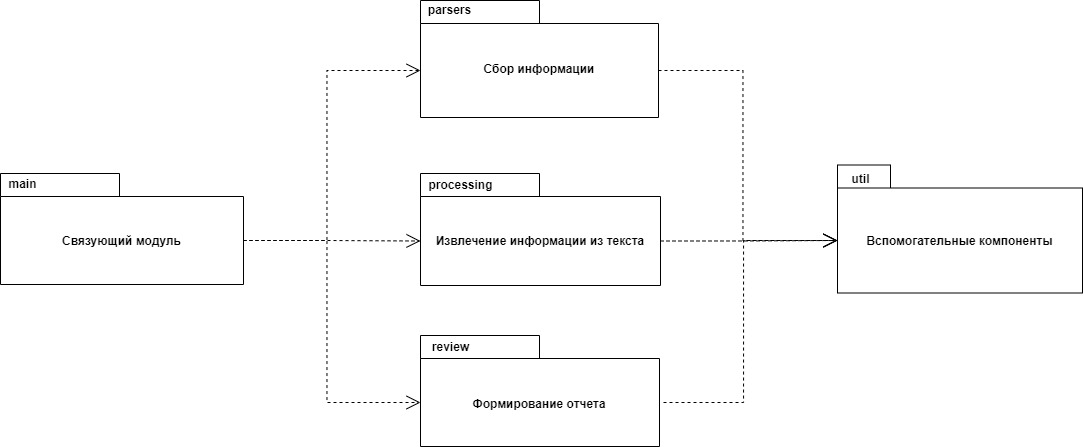 parsers
Сбор информации
main
Связующий модуль
processing
Извлечение информации из текста
util
Вспомогательные компоненты
review
Формирование отчета